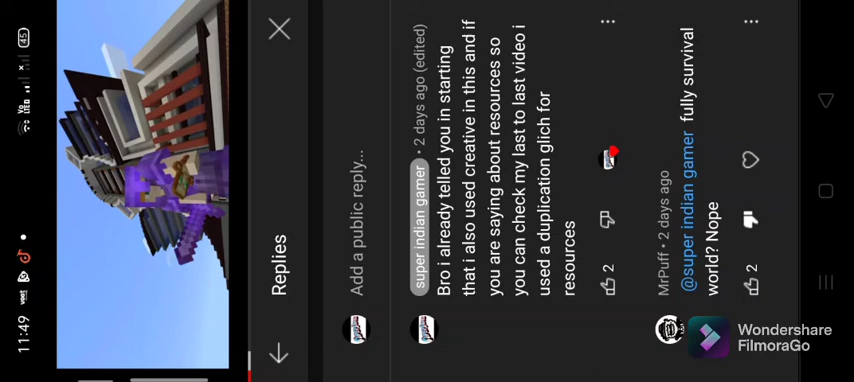 11:49
45
Replies
Add a public reply...
super indian gamer • 2 days ago (edited)
Bro i already telled you in starting
that i also used creative in this and if
you are saying about resources so
you can check my last to last video i
used a duplication glich for
resources
2
MrPuff • 2 days ago
@super indian gamer fully survival
world? Nope
2
Wondershare
FilmoraGo